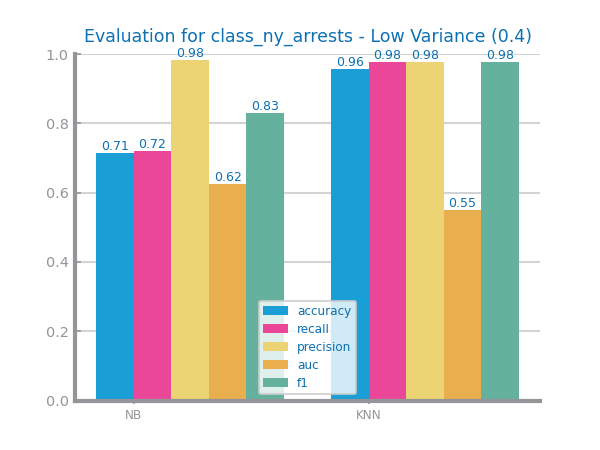 Evaluation for class_ny_arrests - Low Variance (0.4)
1.0
0.8
0.6
0.4
0.2
0.0
0.71
0.72
0.98
0.62
0.83
0.96
0.98
0.98
0.55
0.98
accuracy
recall
precision
auc
f1
NB
KNN